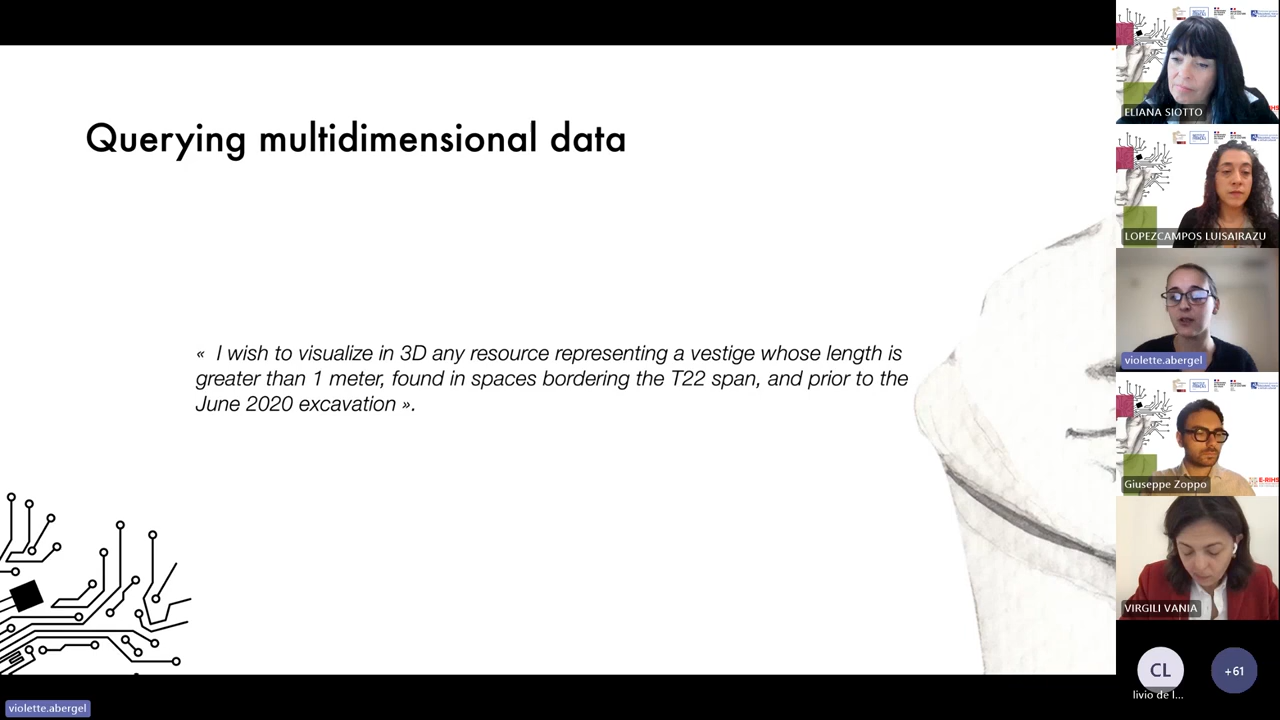 Querying multidimensional data
«  I wish to visualize in 3D any resource representing a vestige whose length is
greater than 1 meter, found in spaces bordering the T22 span, and prior to the
June 2020 excavation ».
ELIANA SIOTTO
LOPEZCAMPOS LUISAIRAZU
violette.abergel
Giuseppe Zoppo
E-RIHS
VIRGILI VANIA
CL
+61
livio de l...
violette.abergel